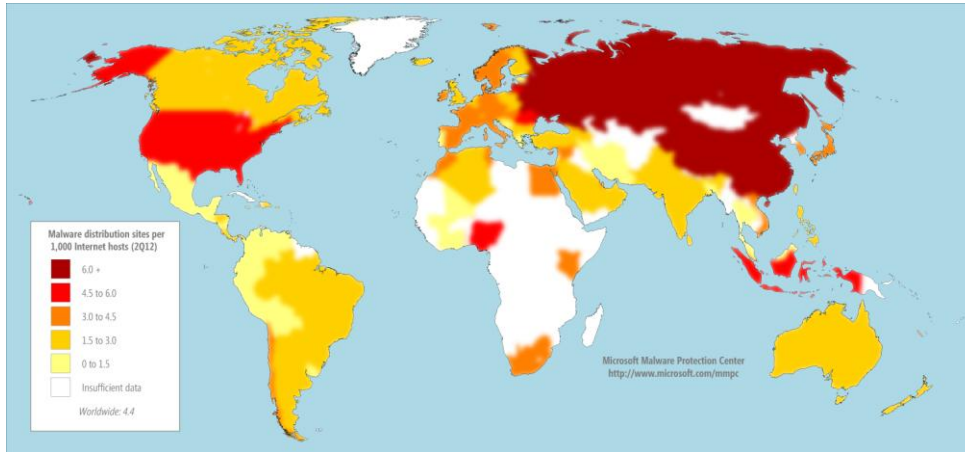 Malware distribution sites per
1,000 Internet hosts (2Q12)
6.0 +
4.5 to 6.0
3.0 to 4.5
1.5 to 3.0
0 to 1.5
Insufficient data
Worldwide: 4.4
Microsoft Malware Protection Center
http://www.microsoft.com/mmpc